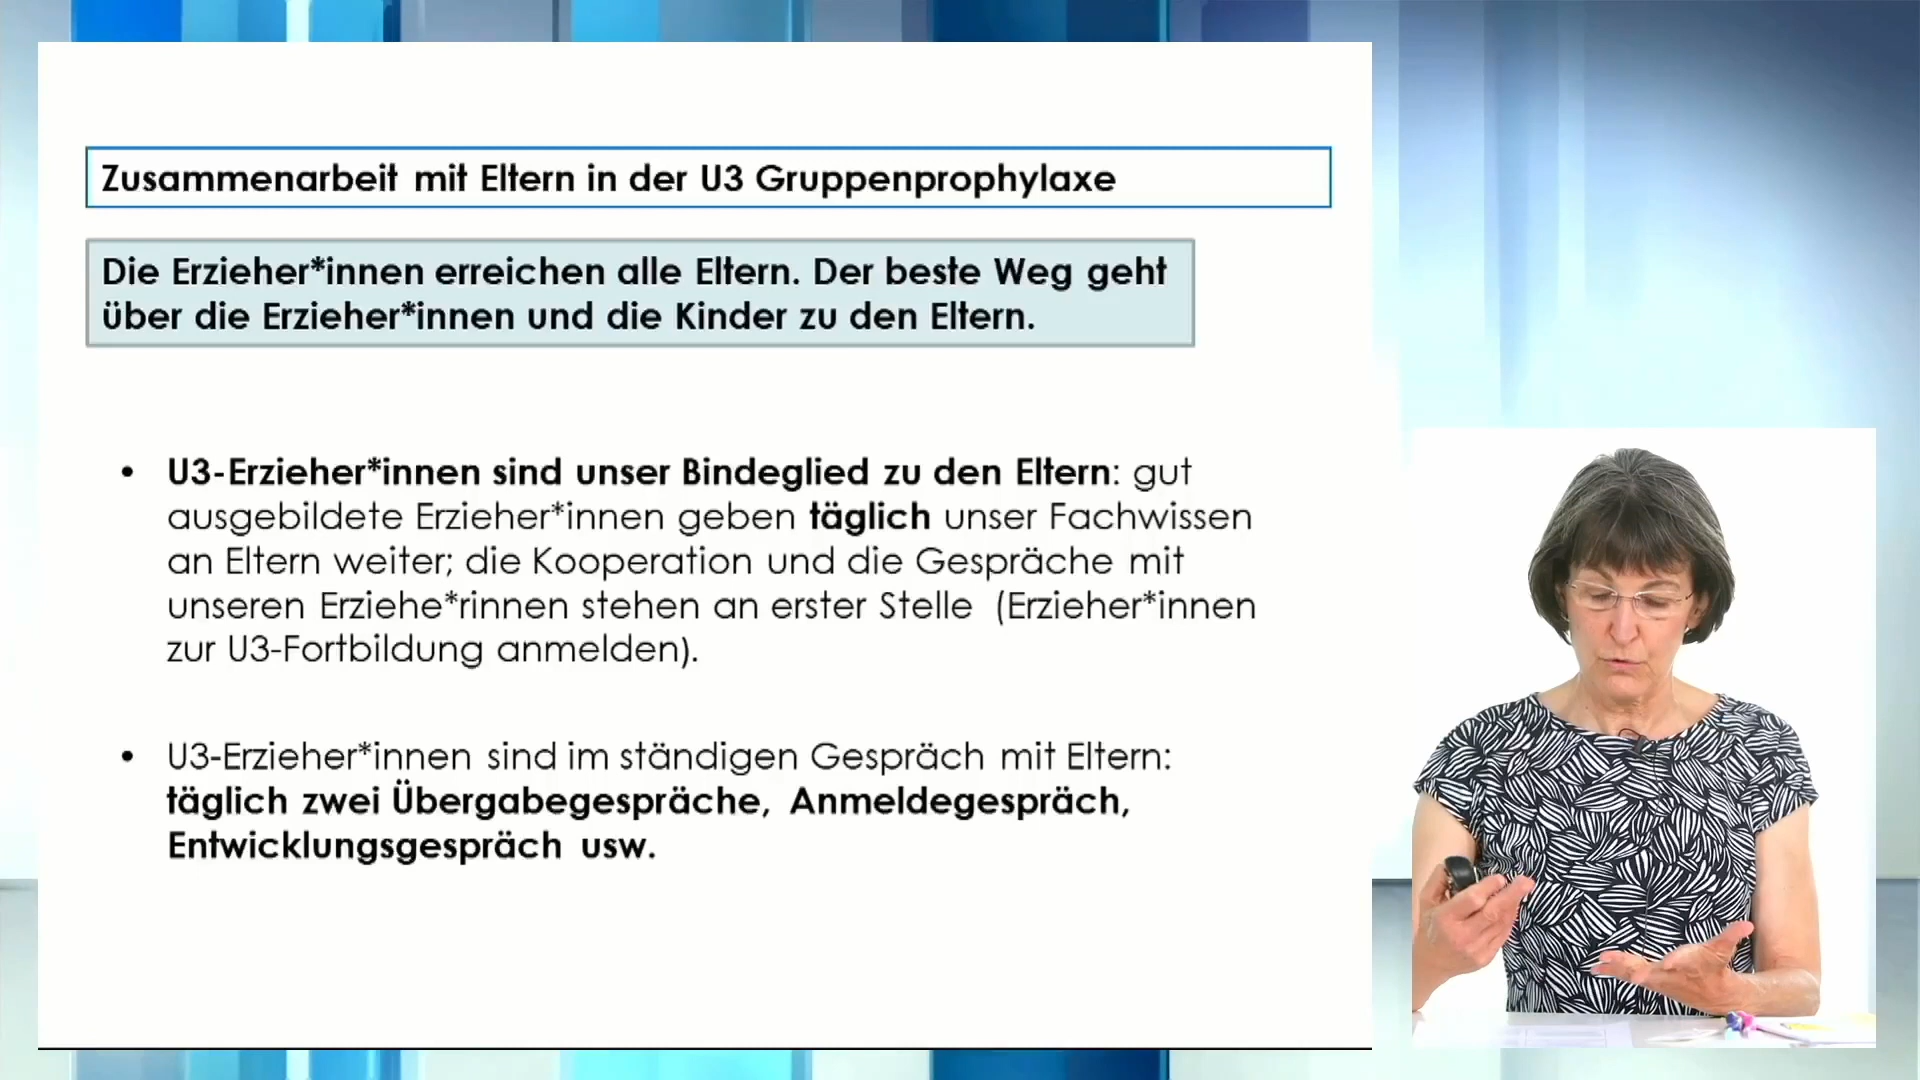 Zusammenarbeit mit Eltern in der U3 Gruppenprophylaxe
Die Erzieher*innen erreichen alle Eltern. Der beste Weg geht
über die Erzieher*innen und die Kinder zu den Eltern.
• U3-Erzieher*innen sind unser Bindeglied zu den Eltern: gut
ausgebildete Erzieher*innen geben täglich unser Fachwissen
an Eltern weiter; die Kooperation und die Gespräche mit
unseren Erziehe*rinnen stehen an erster Stelle (Erzieher*innen
zur U3-Fortbildung anmelden).
• U3-Erzieher*innen sind im ständigen Gespräch mit Eltern:
täglich zwei Übergabegespräche, Anmeldegespräch,
Entwicklungsgespräch usw.